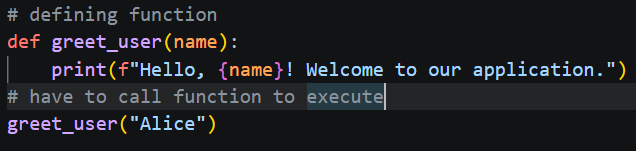 # defining function
def greet_user(name):
    print(f"Hello, {name}! Welcome to our application.")
# have to call function to execute
greet_user("Alice")